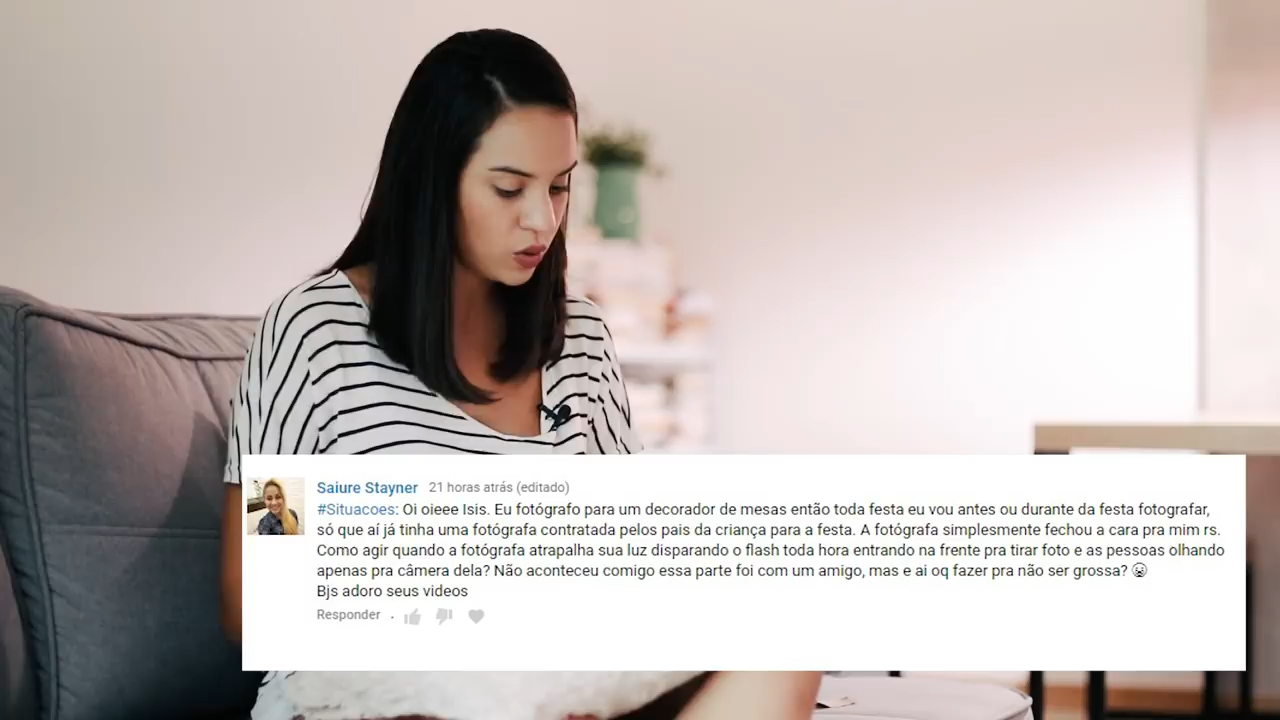 Saiure Stayner 21 horas atrás (editado)
#Situacoes: Oi oieee Isis. Eu fotógrafo para um decorador de mesas então toda festa eu vou antes ou durante da festa fotografar,
só que aí já tinha uma fotógrafa contratada pelos pais da criança para a festa. A fotógrafa simplesmente fechou a cara pra mim rs.
Como agir quando a fotógrafa atrapalha sua luz disparando o flash toda hora entrando na frente pra tirar foto e as pessoas olhando
apenas pra câmera dela? Não aconteceu comigo essa parte foi com um amigo, mas e ai oq fazer pra não ser grossa? 😭
Bjs adoro seus videos
Responder ·